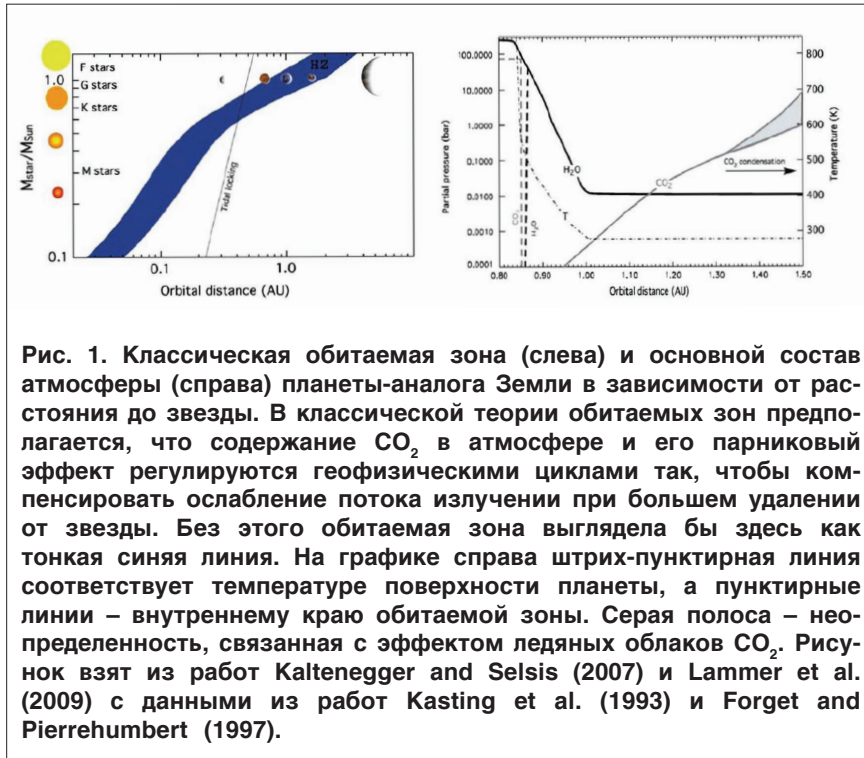 F stars
G stars
K stars
M stars
1.0
0.1
Mstar/MSun
HZ
Tidal locking
0.1
1.0
Orbital distance (AU)
100.0000
10.0000
1.0000
0.1000
0.0100
0.0010
0.0001
Partial pressure (bar)
H₂O
CO₂
H₂O
T
CO₂
CO₂ condensation
800
700
600
500
400
300
Temperature (K)
0.80
0.90
1.00
1.10
1.20
1.30
1.40
1.50
Orbital distance (AU)
Рис. 1. Классическая обитаемая зона (слева) и основной состав
атмосферы (справа) планеты-аналога Земли в зависимости от рас-
стояния до звезды. В классической теории обитаемых зон предпо-
лагается, что содержание CO₂ в атмосфере и его парниковый
эффект регулируются геофизическими циклами так, чтобы ком-
пенсировать ослабление потока излучении при большем удалении
от звезды. Без этого обитаемая зона выглядела бы здесь как
тонкая синяя линия. На графике справа штрих-пунктирная линия
соответствует температуре поверхности планеты, а пунктирные
линии – внутреннему краю обитаемой зоны. Серая полоса – нео-
пределенность, связанная с эффектом ледяных облаков CO₂. Рису-
нок взят из работ Kaltenegger and Selsis (2007) и Lammer et al.
(2009) с данными из работ Kasting et al. (1993) и Forget and
Pierrehumbert (1997).